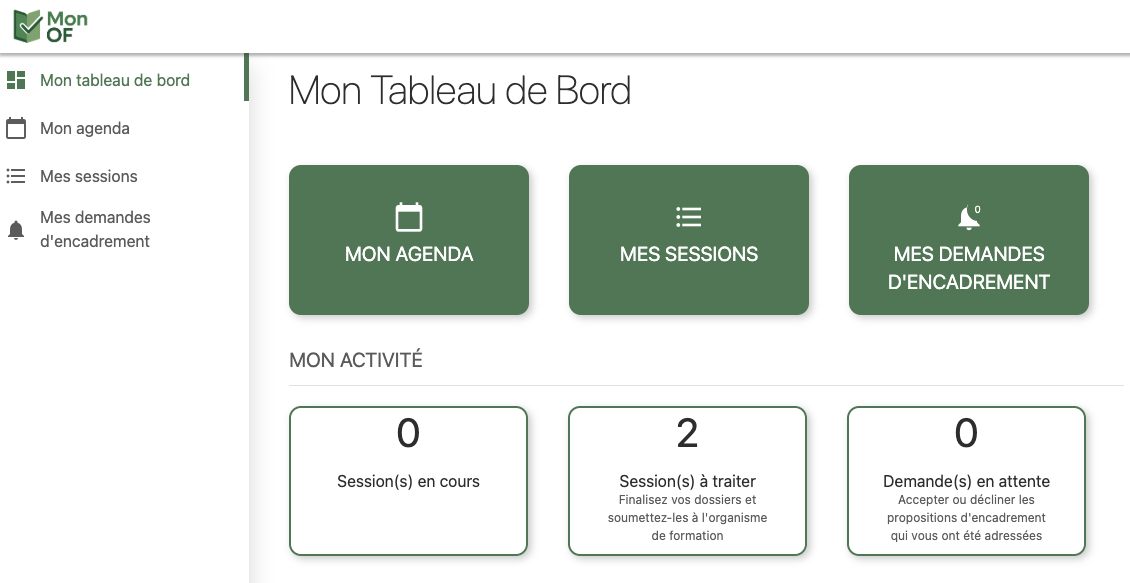 Mon
OF
Mon tableau de bord
Mon agenda
Mes sessions
Mes demandes
d'encadrement
Mon Tableau de Bord
MON AGENDA
MES SESSIONS
0
MES DEMANDES
D'ENCADREMENT
MON ACTIVITÉ
0
Session(s) en cours
2
Session(s) à traiter
Finalisez vos dossiers et
soumettez-les à l'organisme
de formation
0
Demande(s) en attente
Accepter ou décliner les
propositions d'encadrement
qui vous ont été adressées